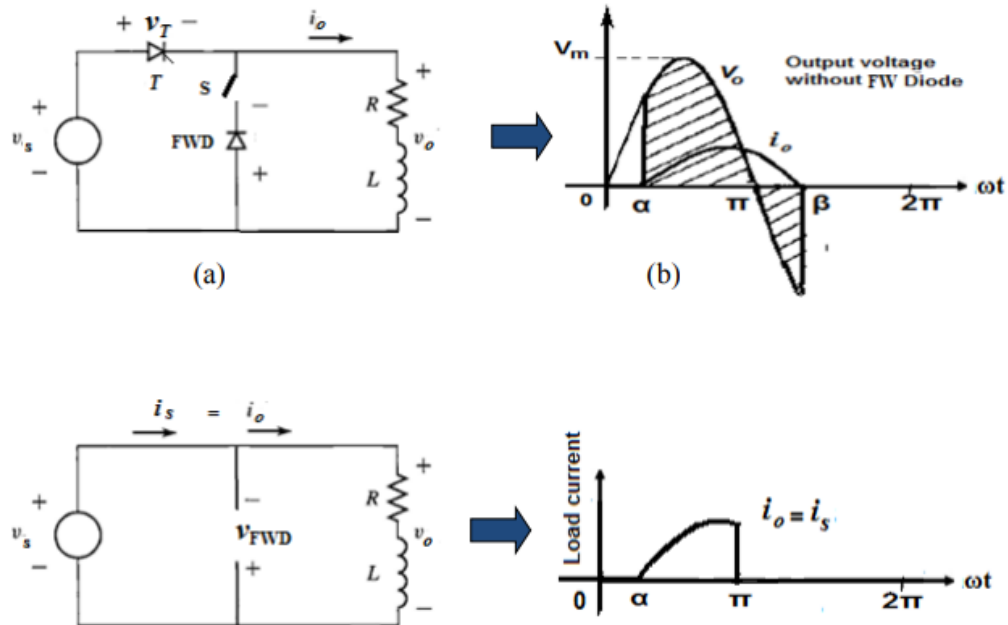 + v_T −
i_o
T
S
+
−
+
R
v_s
FWD
v_o
−
+
L
−
(a)
V_m
V_o
Output voltage
without FW Diode
i_o
0 α π β 2π ωt
(b)
i_s = i_o
+
−
+
R
v_s
v_FWD
v_o
−
+
L
−
Load current
i_o = i_s
0 α π 2π ωt